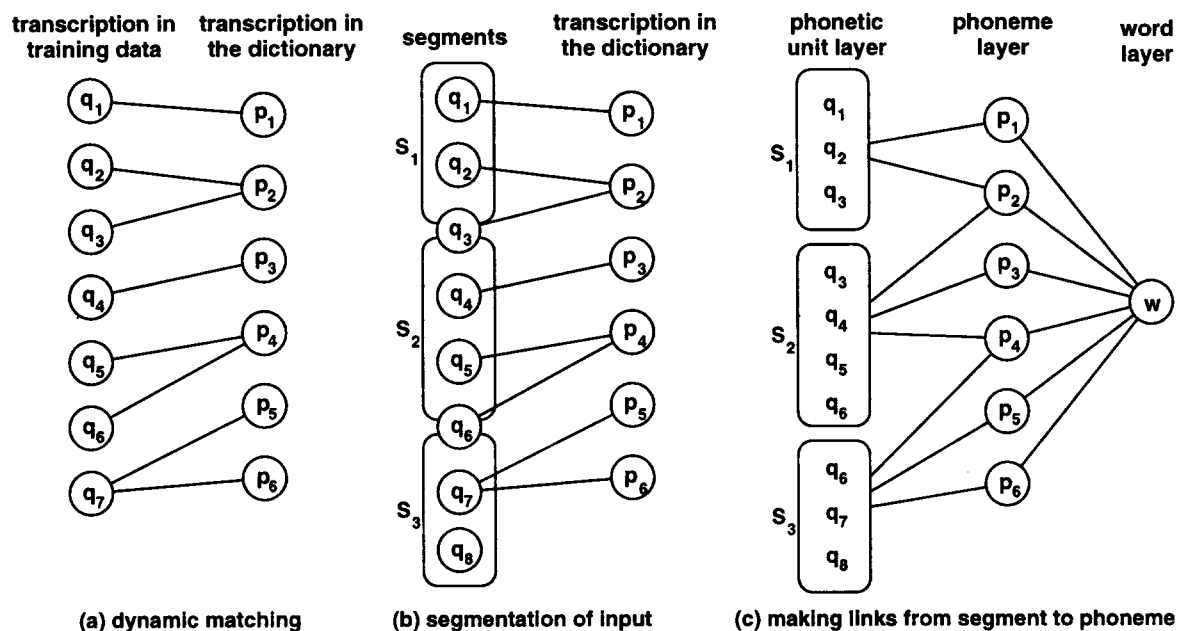 transcription in
training data
transcription in
the dictionary
q1
q2
q3
q4
q5
q6
q7
p1
p2
p3
p4
p5
p6
(a) dynamic matching
segments
transcription in
the dictionary
S1
S2
S3
q1
q2
q3
q4
q5
q6
q7
q8
p1
p2
p3
p4
p5
p6
(b) segmentation of input
phonetic
unit layer
phoneme
layer
word
layer
S1
q1
q2
q3
S2
q3
q4
q5
q6
S3
q6
q7
q8
p1
p2
p3
p4
p5
p6
w
(c) making links from segment to phoneme